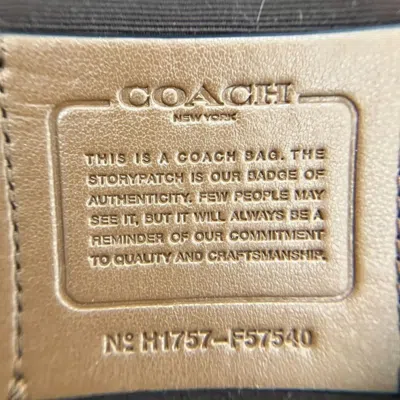 COACH
NEW YORK
THIS IS A COACH BAG. THE
STORYPATCH IS OUR BADGE OF
AUTHENTICITY. FEW PEOPLE MAY
SEE IT, BUT IT WILL ALWAYS BE A
REMINDER OF OUR COMMITMENT
TO QUALITY AND CRAFTSMANSHIP.
Nº H1757-F57540